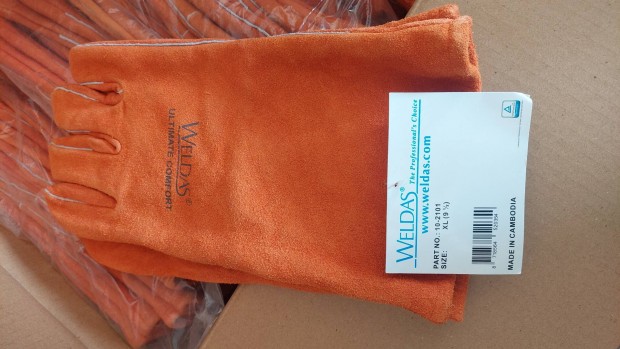 WELDAS®
ULTIMATE COMFORT
WELDAS® The Professional's Choice
www.weldas.com
PART NO.: 10-2101
SIZE: XL (9 ½)
MADE IN CAMBODIA